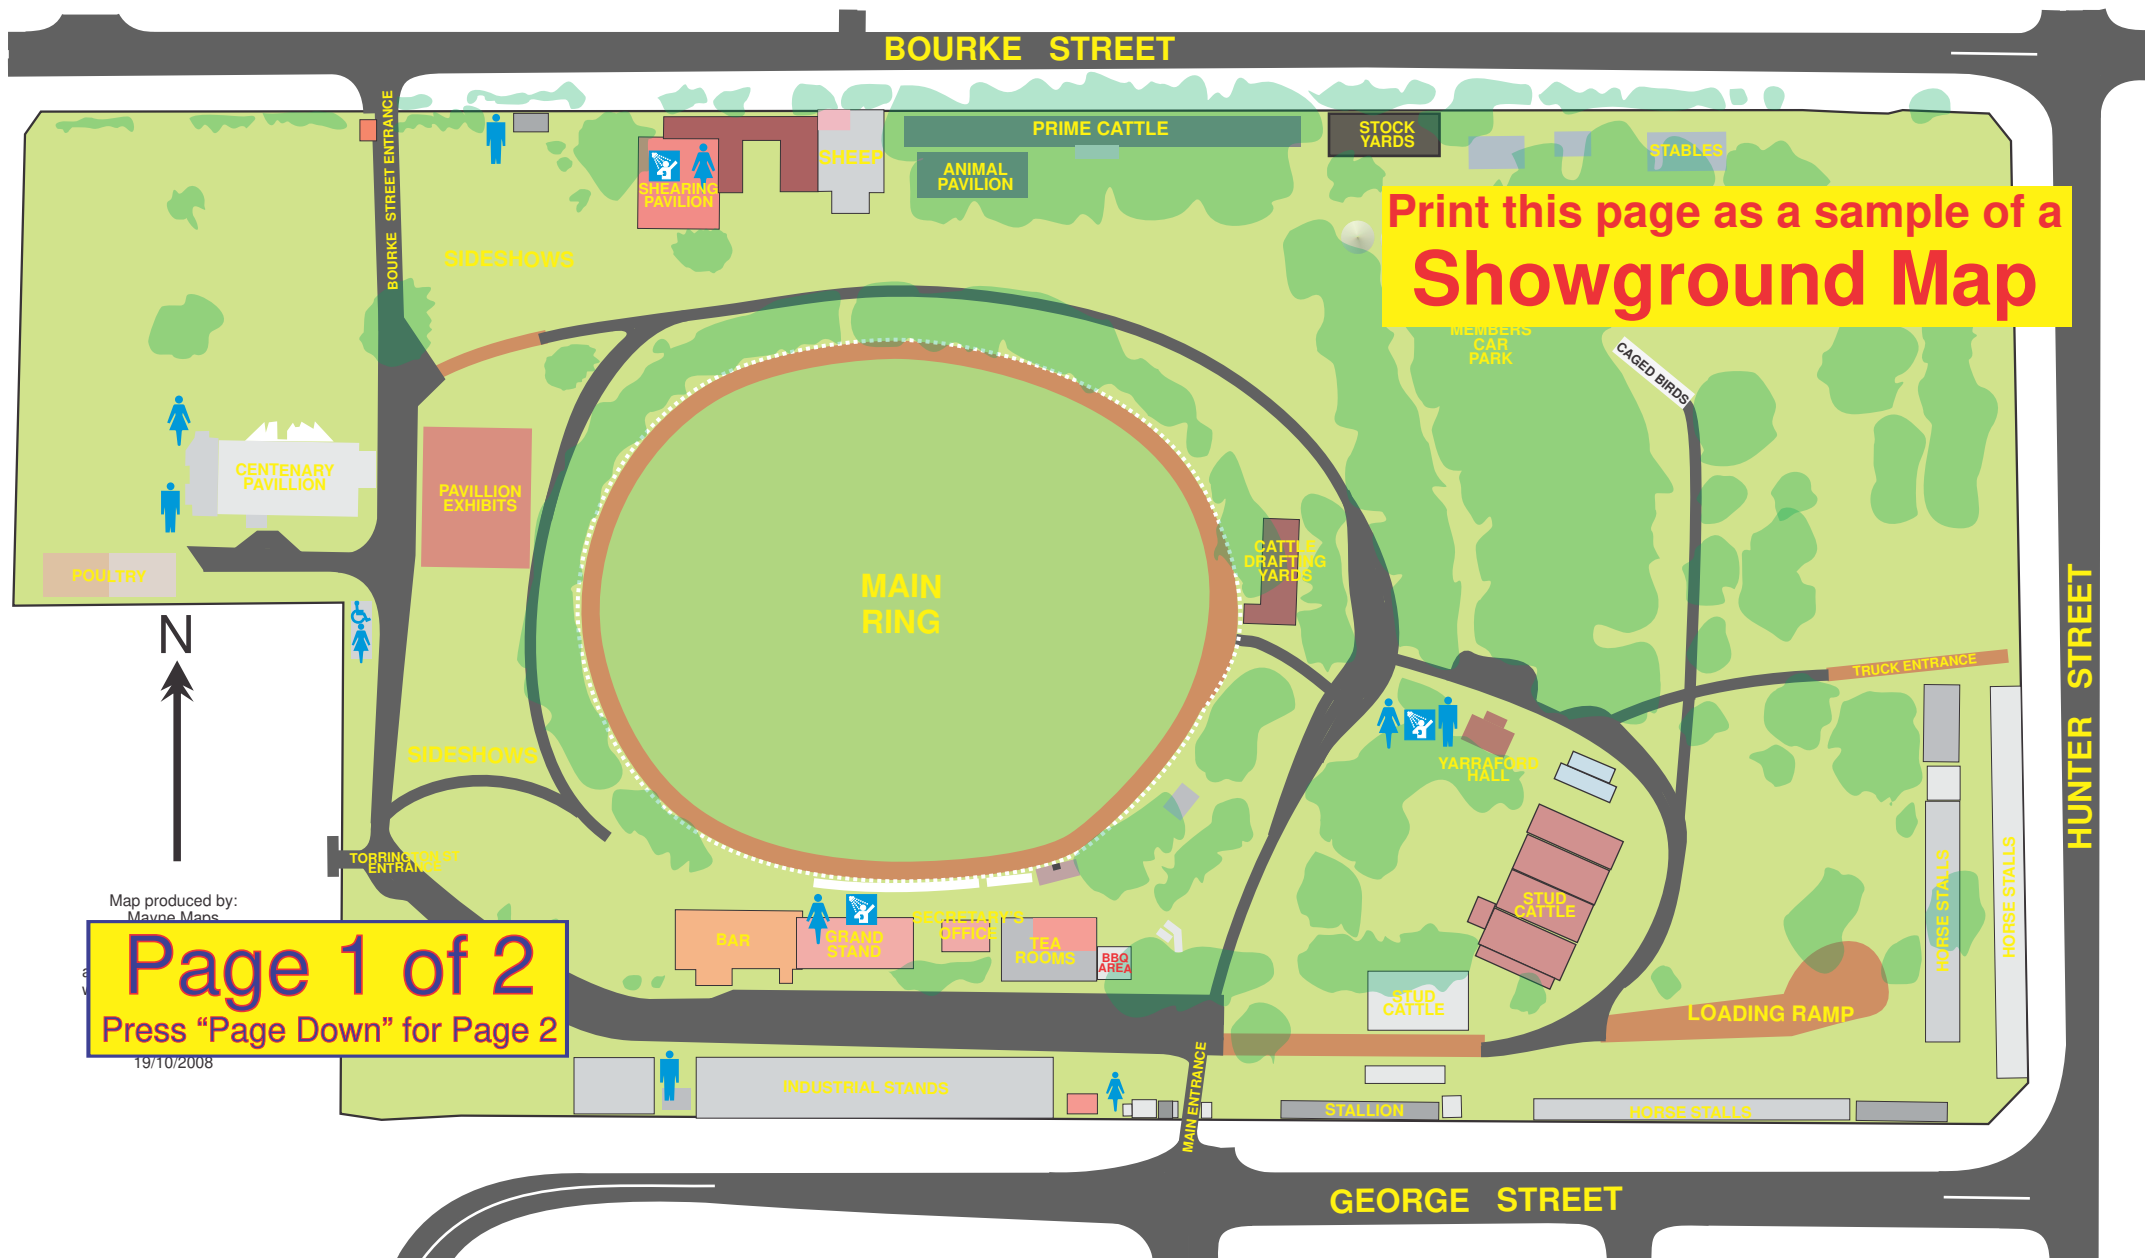 BOURKE STREET
BOURKE STREET ENTRANCE
SHEARING
PAVILION
SHEEP
PRIME CATTLE
ANIMAL
PAVILION
STOCK
YARDS
STABLES
Print this page as a sample of a
Showground Map
MEMBERS
CAR
PARK
CAGED BIRDS
SIDESHOWS
CENTENARY
PAVILLION
PAVILLION
EXHIBITS
POULTRY
N
MAIN
RING
CATTLE
DRAFTING
YARDS
HUNTER STREET
TRUCK ENTRANCE
YARRAFORD
HALL
SIDESHOWS
TORRINGTON ST
ENTRANCE
Map produced by:
Mayne Maps
Page 1 of 2
Press “Page Down” for Page 2
19/10/2008
BAR
GRAND
STAND
SECRETARY'S
OFFICE
TEA
ROOMS
BBQ
AREA
STUD
CATTLE
STUD
CATTLE
HORSE STALLS
HORSE STALLS
LOADING RAMP
INDUSTRIAL STANDS
MAIN ENTRANCE
STALLION
HORSE STALLS
GEORGE STREET